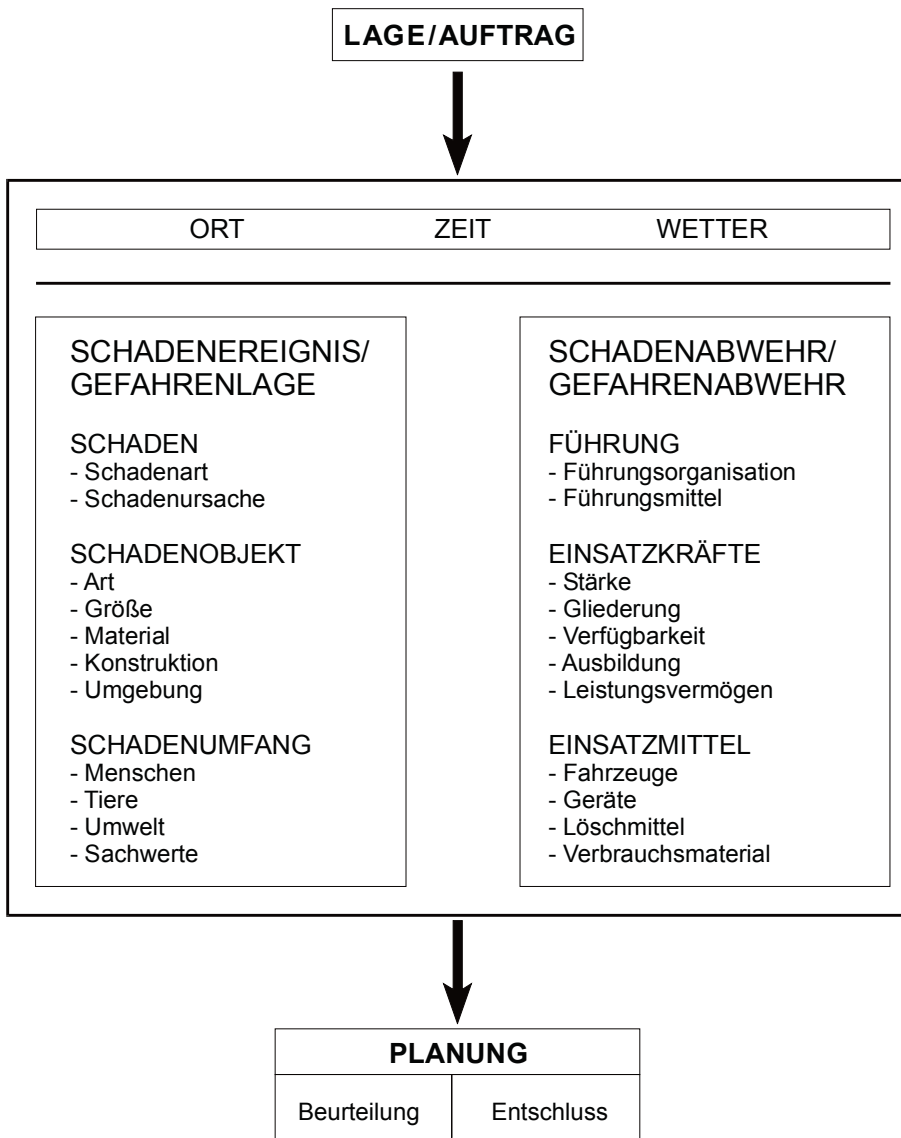 LAGE/AUFTRAG
ORT ZEIT WETTER
SCHADENEREIGNIS/
GEFAHRENLAGE
SCHADEN
- Schadenart
- Schadenursache
SCHADENOBJEKT
- Art
- Größe
- Material
- Konstruktion
- Umgebung
SCHADENUMFANG
- Menschen
- Tiere
- Umwelt
- Sachwerte
SCHADENABWEHR/
GEFAHRENABWEHR
FÜHRUNG
- Führungsorganisation
- Führungsmittel
EINSATZKRÄFTE
- Stärke
- Gliederung
- Verfügbarkeit
- Ausbildung
- Leistungsvermögen
EINSATZMITTEL
- Fahrzeuge
- Geräte
- Löschmittel
- Verbrauchsmaterial
PLANUNG
Beurteilung Entschluss